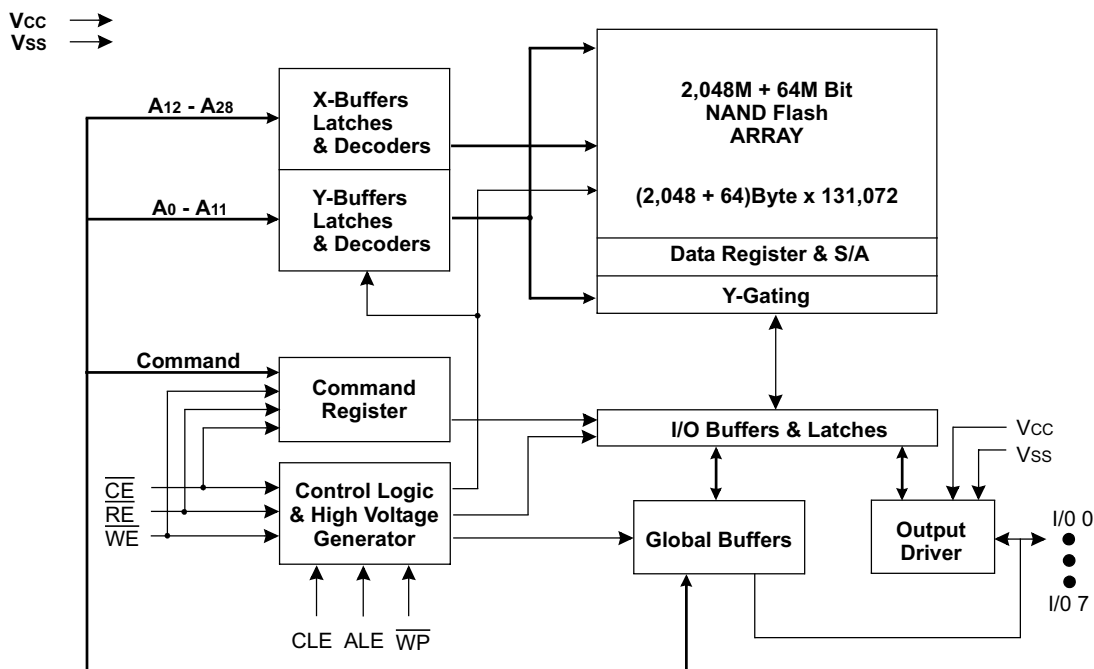 VCC
VSS
A12 - A28
X-Buffers
Latches
& Decoders
2,048M + 64M Bit
NAND Flash
ARRAY
(2,048 + 64)Byte x 131,072
A0 - A11
Y-Buffers
Latches
& Decoders
Data Register & S/A
Y-Gating
Command
Command
Register
I/O Buffers & Latches
VCC
VSS
CE
RE
WE
Control Logic
& High Voltage
Generator
Global Buffers
Output
Driver
I/0 0
I/0 7
CLE
ALE
WP